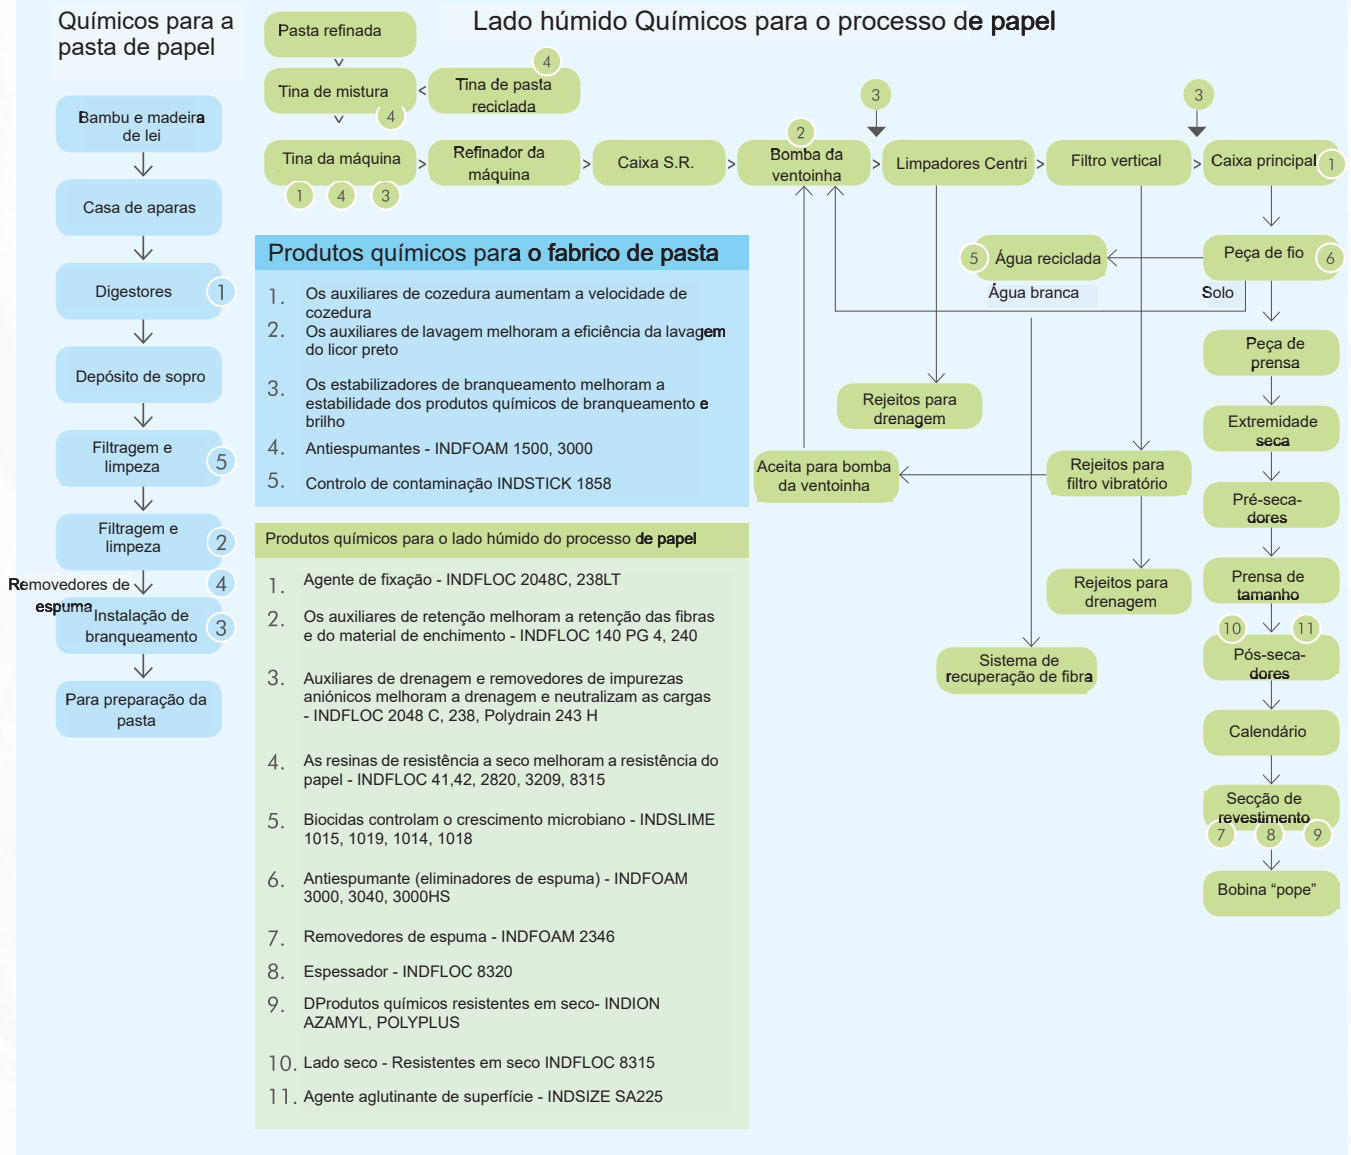 Químicos para a
pasta de papel
Bambu e madeira
de lei
Casa de aparas
Digestores
1
Depósito de sopro
Filtragem e
limpeza
5
Filtragem e
limpeza
2
Removedores de
espuma
4
Instalação de
branqueamento
3
Para preparação da
pasta
Lado húmido Químicos para o processo de papel
Pasta refinada
Tina de mistura
4
Tina de pasta
reciclada
4
Tina da máquina
1
4
3
Refinador da
máquina
Caixa S.R.
2
Bomba da
ventoinha
3
Limpadores Centri
Filtro vertical
3
Caixa principal
1
5
Água reciclada
Água branca
Peça de fio
6
Solo
Peça de
prensa
Rejeitos para
drenagem
Extremidade
seca
Aceita para bomba
da ventoinha
Rejeitos para
filtro vibratório
Pré-seca-
dores
Rejeitos para
drenagem
Prensa de
tamanho
10
11
Sistema de
recuperação de fibra
Pós-seca-
dores
Calendário
Secção de
revestimento
7
8
9
Bobina “pope”
Produtos químicos para o fabrico de pasta
1. Os auxiliares de cozedura aumentam a velocidade de
cozedura
2. Os auxiliares de lavagem melhoram a eficiência da lavagem
do licor preto
3. Os estabilizadores de branqueamento melhoram a
estabilidade dos produtos químicos de branqueamento e
brilho
4. Antiespumantes - INDFOAM 1500, 3000
5. Controlo de contaminação INDSTICK 1858
Produtos químicos para o lado húmido do processo de papel
1. Agente de fixação - INDFLOC 2048C, 238LT
2. Os auxiliares de retenção melhoram a retenção das fibras
e do material de enchimento - INDFLOC 140 PG 4, 240
3. Auxiliares de drenagem e removedores de impurezas
aniónicos melhoram a drenagem e neutralizam as cargas
- INDFLOC 2048 C, 238, Polydrain 243 H
4. As resinas de resistência a seco melhoram a resistência do
papel - INDFLOC 41,42, 2820, 3209, 8315
5. Biocidas controlam o crescimento microbiano - INDSLIME
1015, 1019, 1014, 1018
6. Antiespumante (eliminadores de espuma) - INDFOAM
3000, 3040, 3000HS
7. Removedores de espuma - INDFOAM 2346
8. Espessador - INDFLOC 8320
9. DProdutos químicos resistentes em seco- INDION
AZAMYL, POLYPLUS
10. Lado seco - Resistentes em seco INDFLOC 8315
11. Agente aglutinante de superfície - INDSIZE SA225